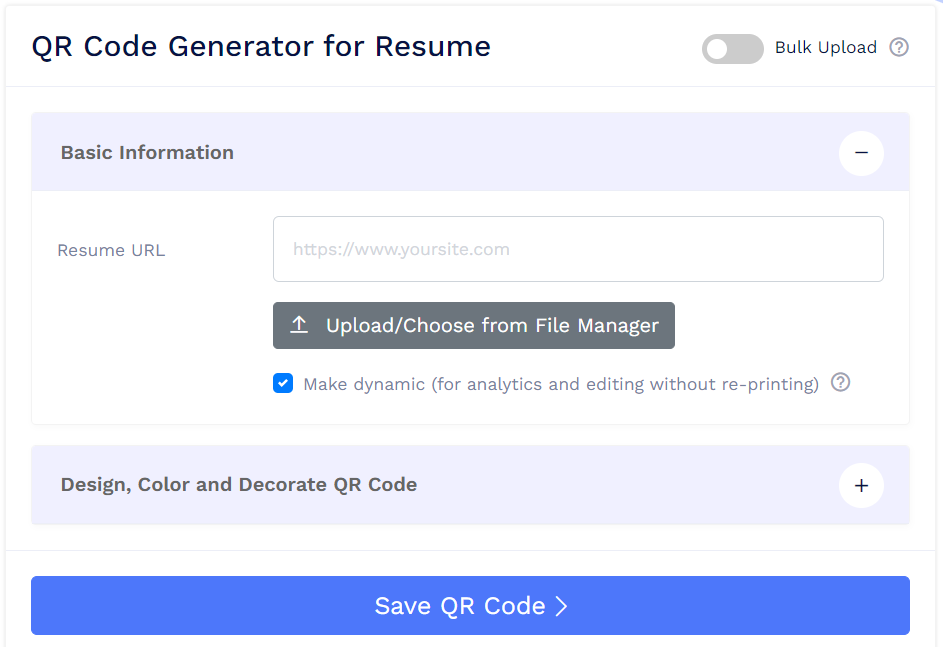 QR Code Generator for Resume
Bulk Upload ?
Basic Information
Resume URL
https://www.yoursite.com
Upload/Choose from File Manager
Make dynamic (for analytics and editing without re-printing) ?
Design, Color and Decorate QR Code
Save QR Code